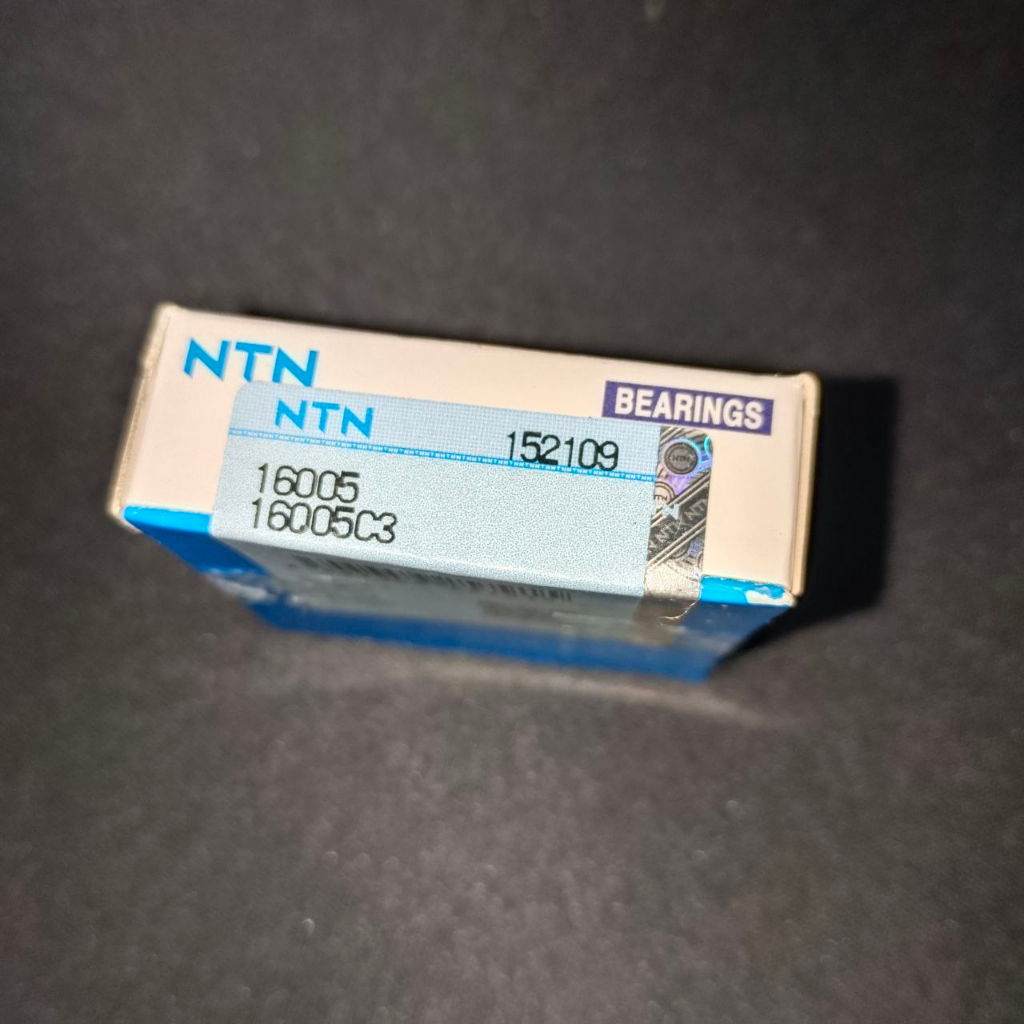 NTN
BEARINGS
NTN
152109
16005
16005C3